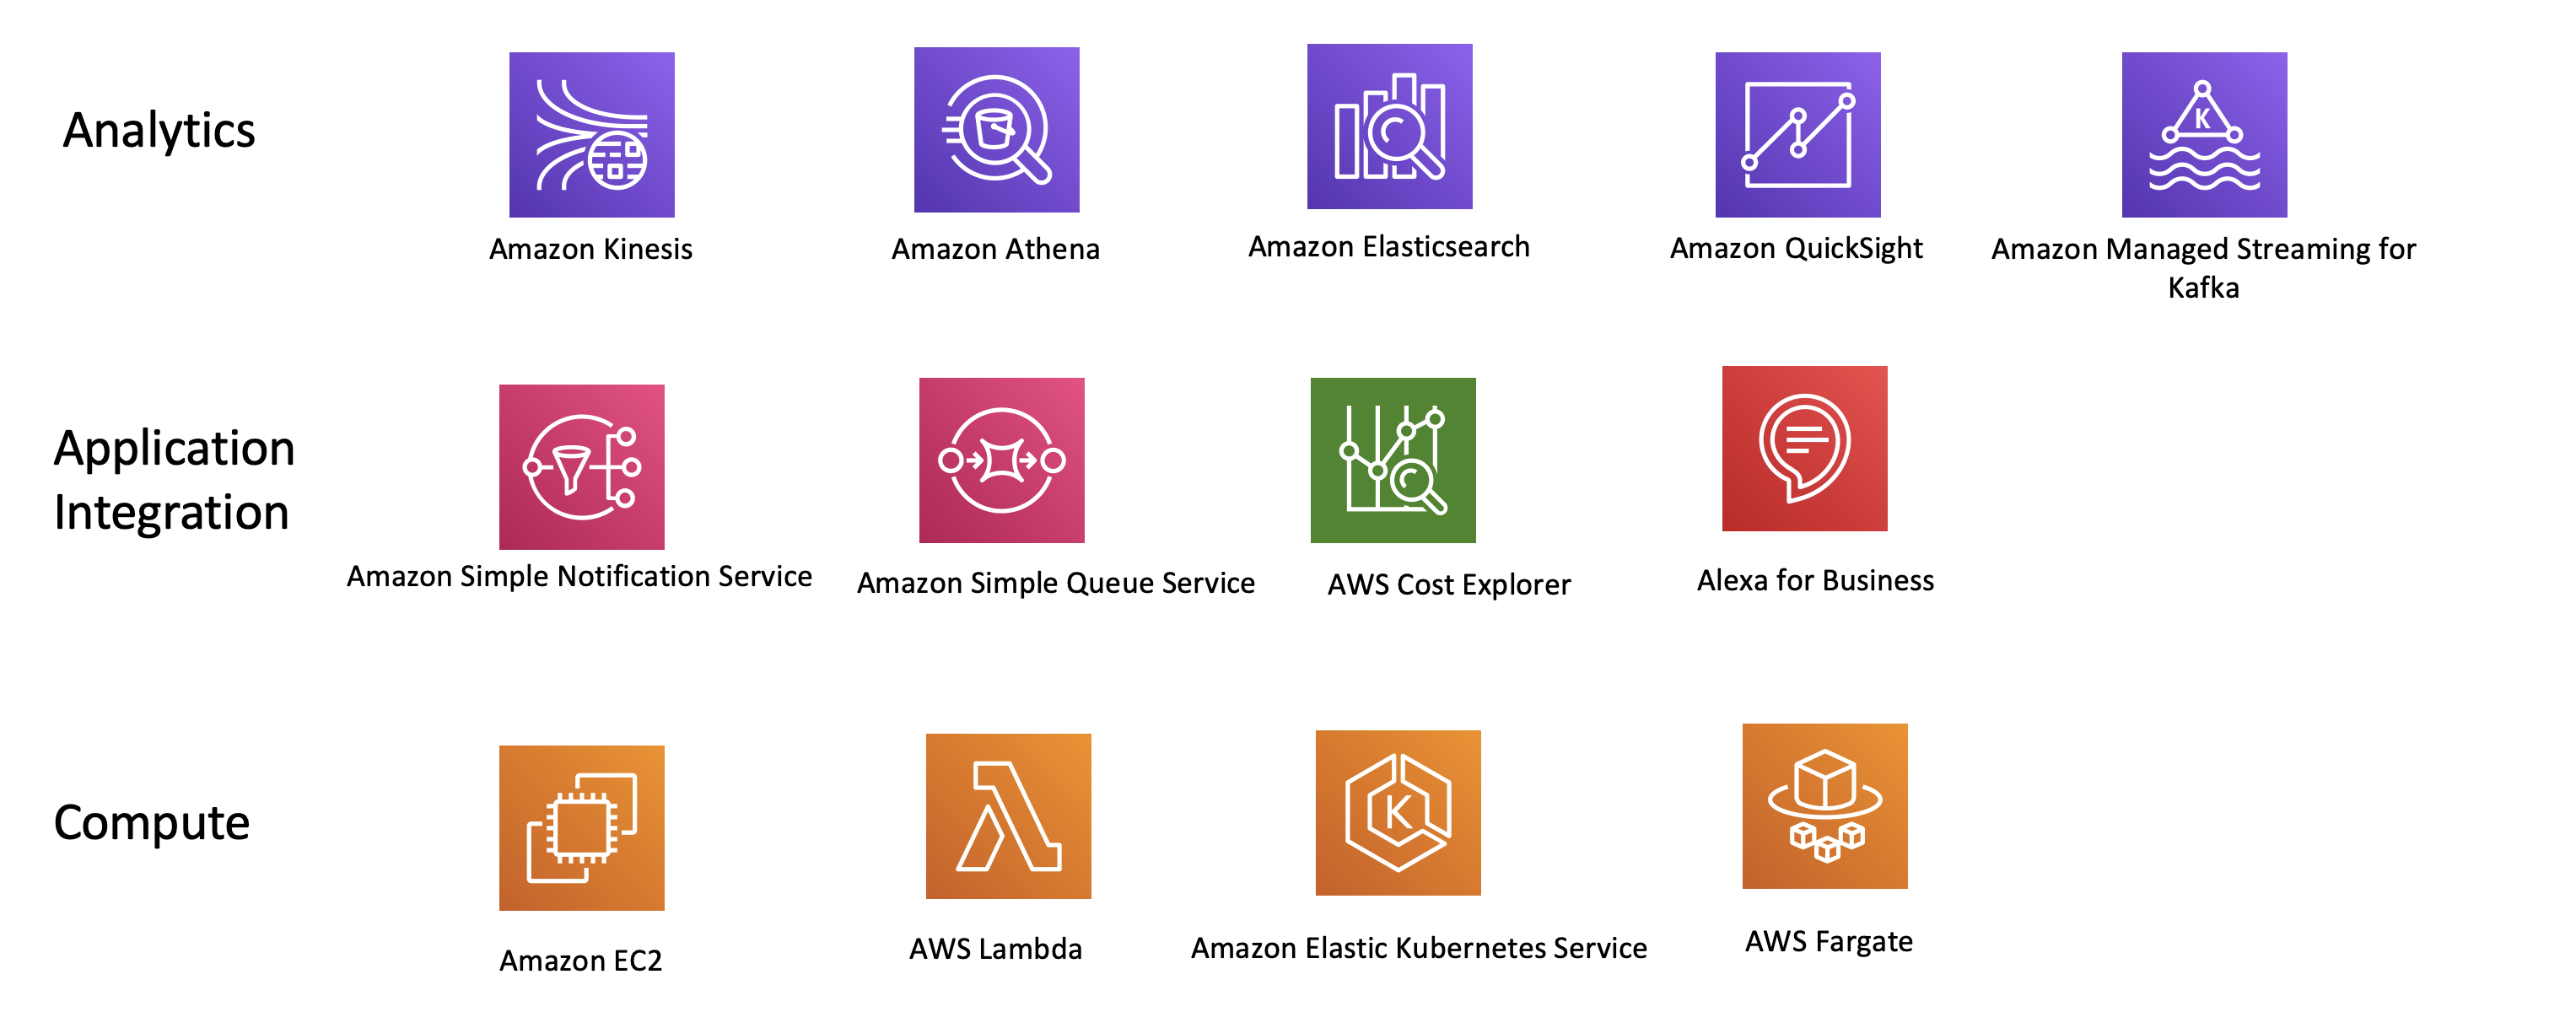 Analytics
Amazon Kinesis
Amazon Athena
Amazon Elasticsearch
Amazon QuickSight
K
Amazon Managed Streaming for
Kafka
Application
Integration
Amazon Simple Notification Service
Amazon Simple Queue Service
AWS Cost Explorer
Alexa for Business
Compute
K
Amazon EC2
AWS Lambda
Amazon Elastic Kubernetes Service
AWS Fargate